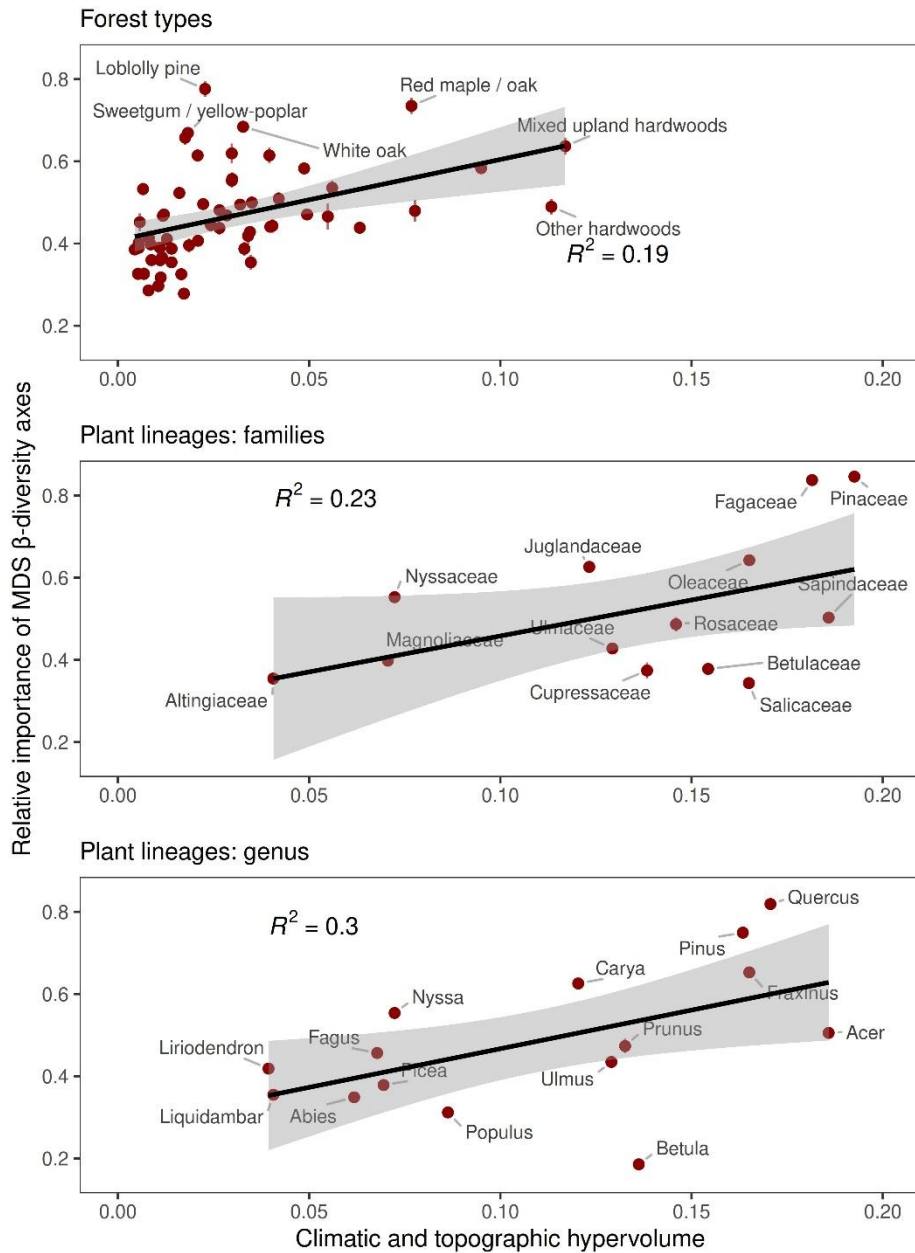 Forest types
0.8
0.6
0.4
0.2
Loblolly pine
Red maple / oak
Sweetgum / yellow-poplar
Mixed upland hardwoods
White oak
Other hardwoods
R² = 0.19
0.00 0.05 0.10 0.15 0.20
Relative importance of MDS β-diversity axes
Plant lineages: families
0.8
0.6
0.4
0.2
R² = 0.23
Fagaceae
Pinaceae
Juglandaceae
Nyssaceae
Oleaceae
Sapindaceae
Magnoliaceae
Ulmaceae
Rosaceae
Betulaceae
Altingiaceae
Cupressaceae
Salicaceae
0.00 0.05 0.10 0.15 0.20
Plant lineages: genus
0.8
0.6
0.4
0.2
R² = 0.3
Quercus
Pinus
Carya
Nyssa
Fraxinus
Liriodendron
Fagus
Prunus
Acer
Picea
Ulmus
Liquidambar
Abies
Populus
Betula
0.00 0.05 0.10 0.15 0.20
Climatic and topographic hypervolume